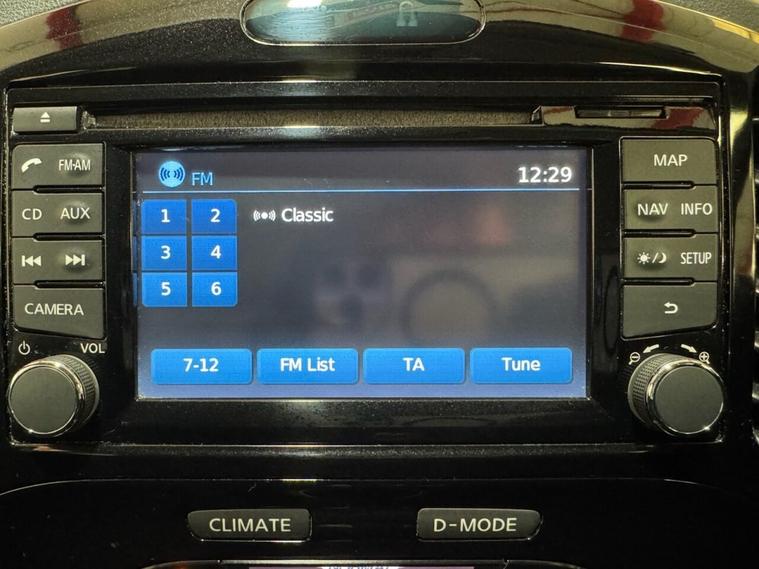 FM 12:29
FM·AM MAP
CD AUX NAV INFO
1 2 Classic
3 4 SETUP
5 6
CAMERA
VOL
7-12 FM List TA Tune
CLIMATE D-MODE